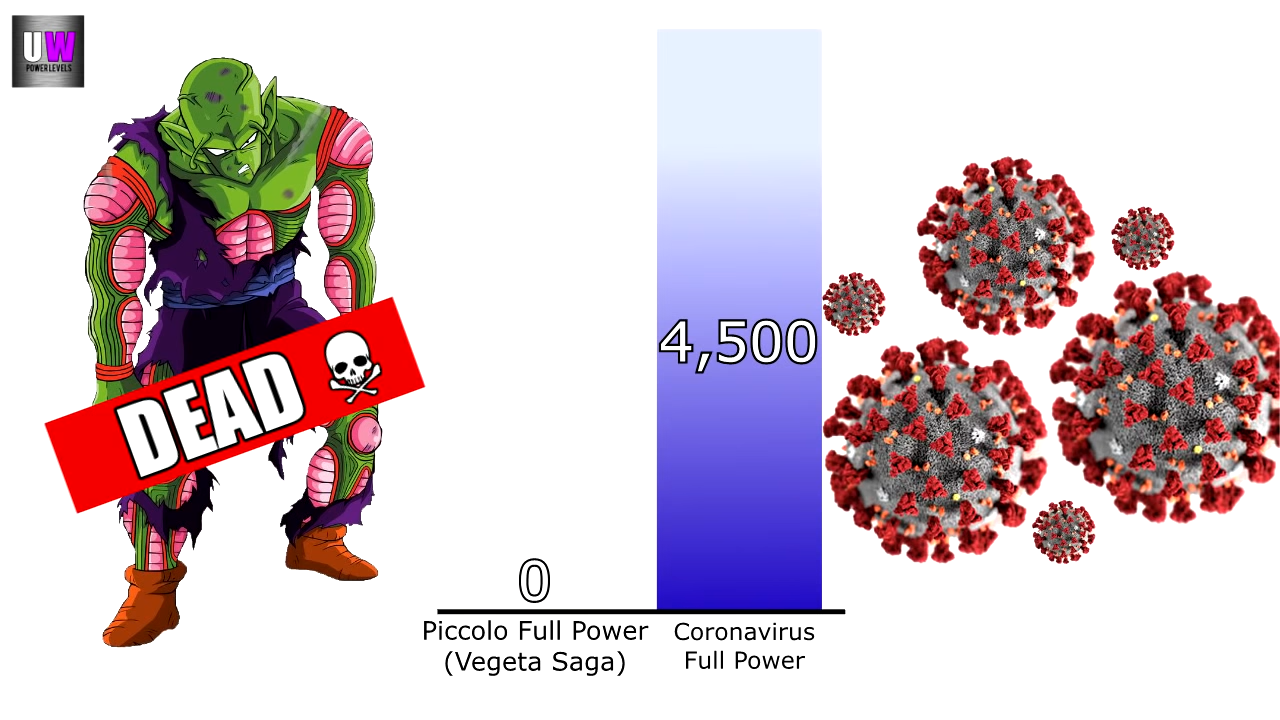 UW
POWER LEVELS
DEAD
4,500
0
Piccolo Full Power
(Vegeta Saga)
Coronavirus
Full Power